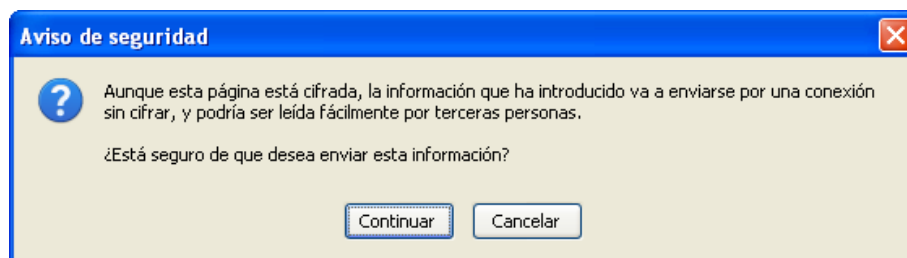 Aviso de seguridad
Aunque esta página está cifrada, la información que ha introducido va a enviarse por una conexión
sin cifrar, y podría ser leída fácilmente por terceras personas.
¿Está seguro de que desea enviar esta información?
Continuar
Cancelar